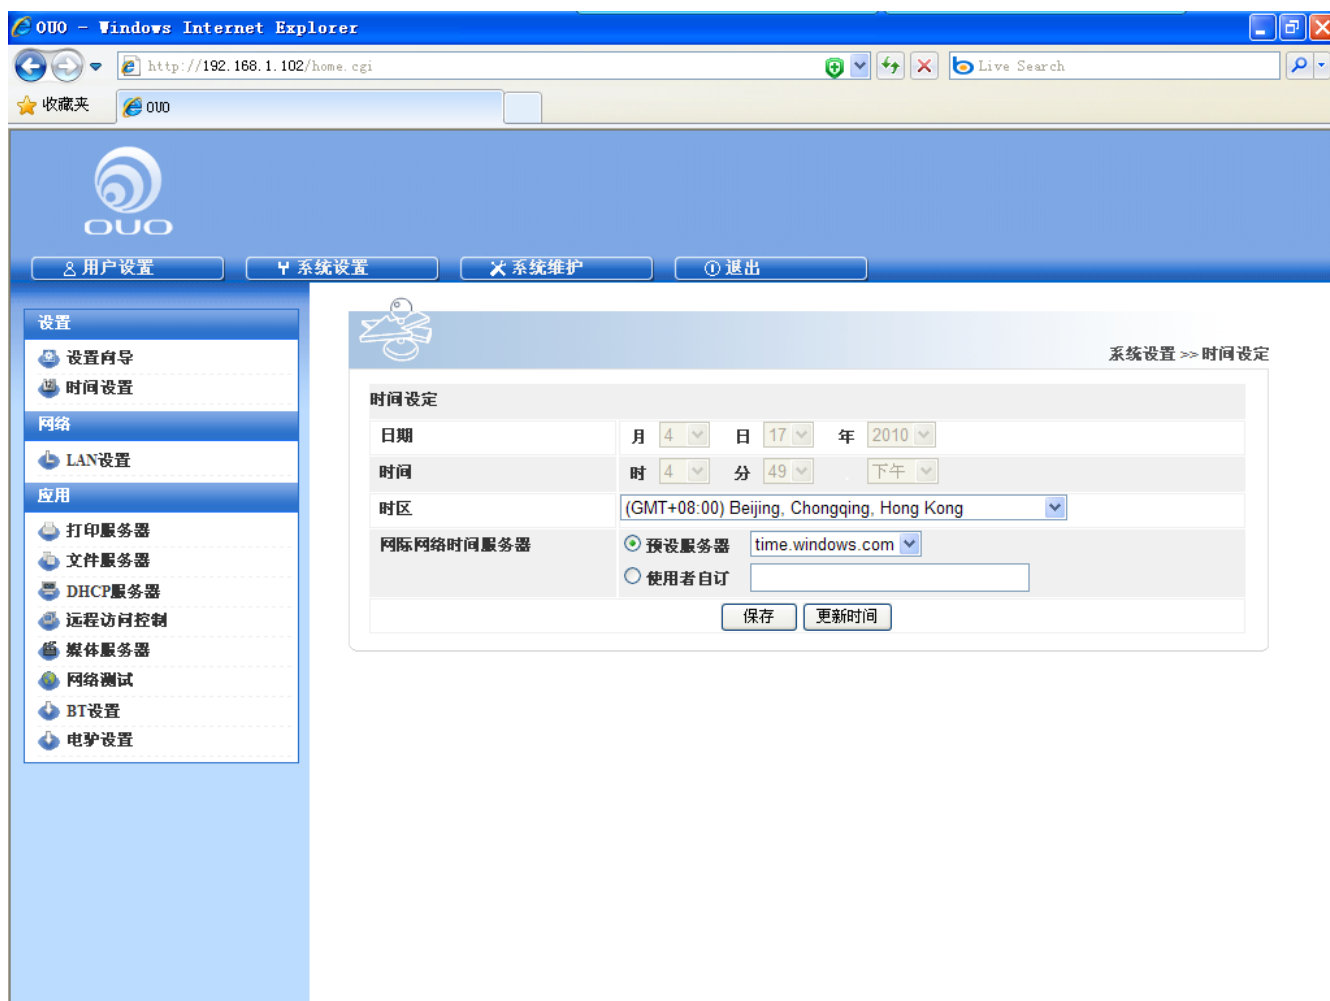 OUO - Windows Internet Explorer
http://192.168.1.102/home.cgi
Live Search
收藏夹
OUO
OUO
用户设置
系统设置
系统维护
退出
设置
设置向导
时间设置
网络
LAN设置
应用
打印服务器
文件服务器
DHCP服务器
远程访问控制
媒体服务器
网络测试
BT设置
电驴设置
系统设置 >> 时间设定
时间设定
日期 月 4 日 17 年 2010
时间 时 4 分 49 下午
时区 (GMT+08:00) Beijing, Chongqing, Hong Kong
网际网络时间服务器 预设服务器 time.windows.com
使用者自订
保存 更新时间